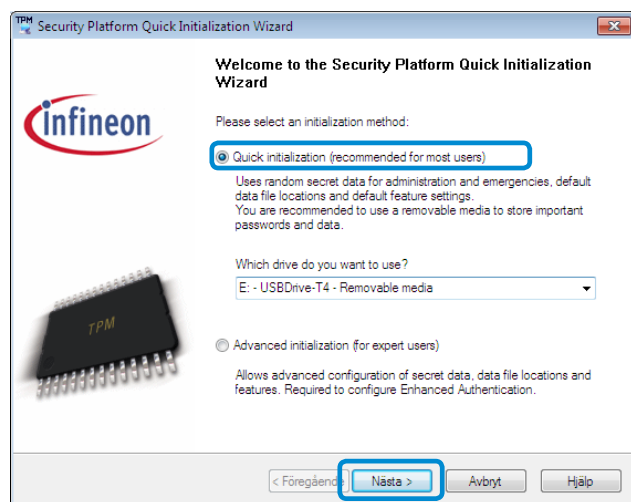 TPM
Security Platform Quick Initialization Wizard
Welcome to the Security Platform Quick Initialization
Wizard
infineon
Please select an initialization method:
Quick initialization (recommended for most users)
Uses random secret data for administration and emergencies, default
data file locations and default feature settings.
You are recommended to use a removable media to store important
passwords and data.
Which drive do you want to use?
E: - USBDrive-T4 - Removable media
TPM
Advanced initialization (for expert users)
Allows advanced configuration of secret data, data file locations and
features. Required to configure Enhanced Authentication.
< Föregående
Nästa >
Avbryt
Hjälp